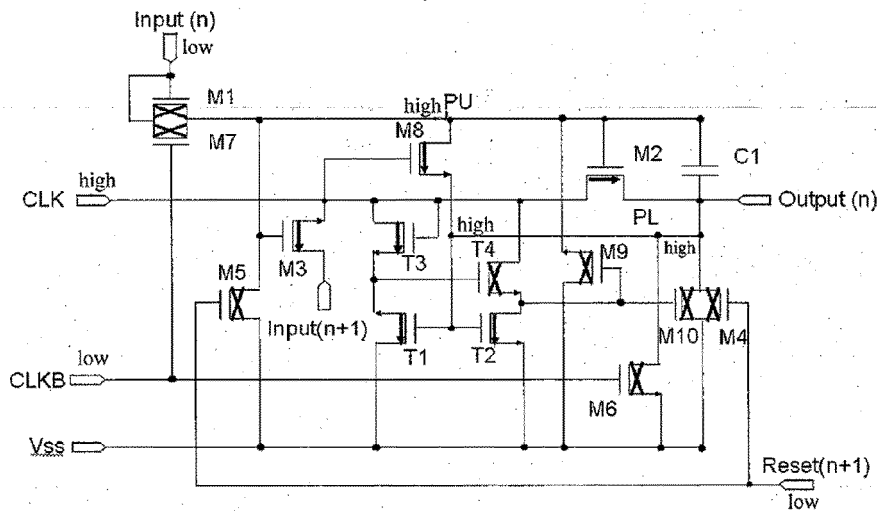 Input (n)
low
M1
high
PU
M7
M8
M2
C1
high
CLK
Output (n)
PL
high
high
T4
M9
M3
T3
M5
Input(n+1)
T1
T2
M10
M4
low
CLKB
M6
Vss
Reset(n+1)
low